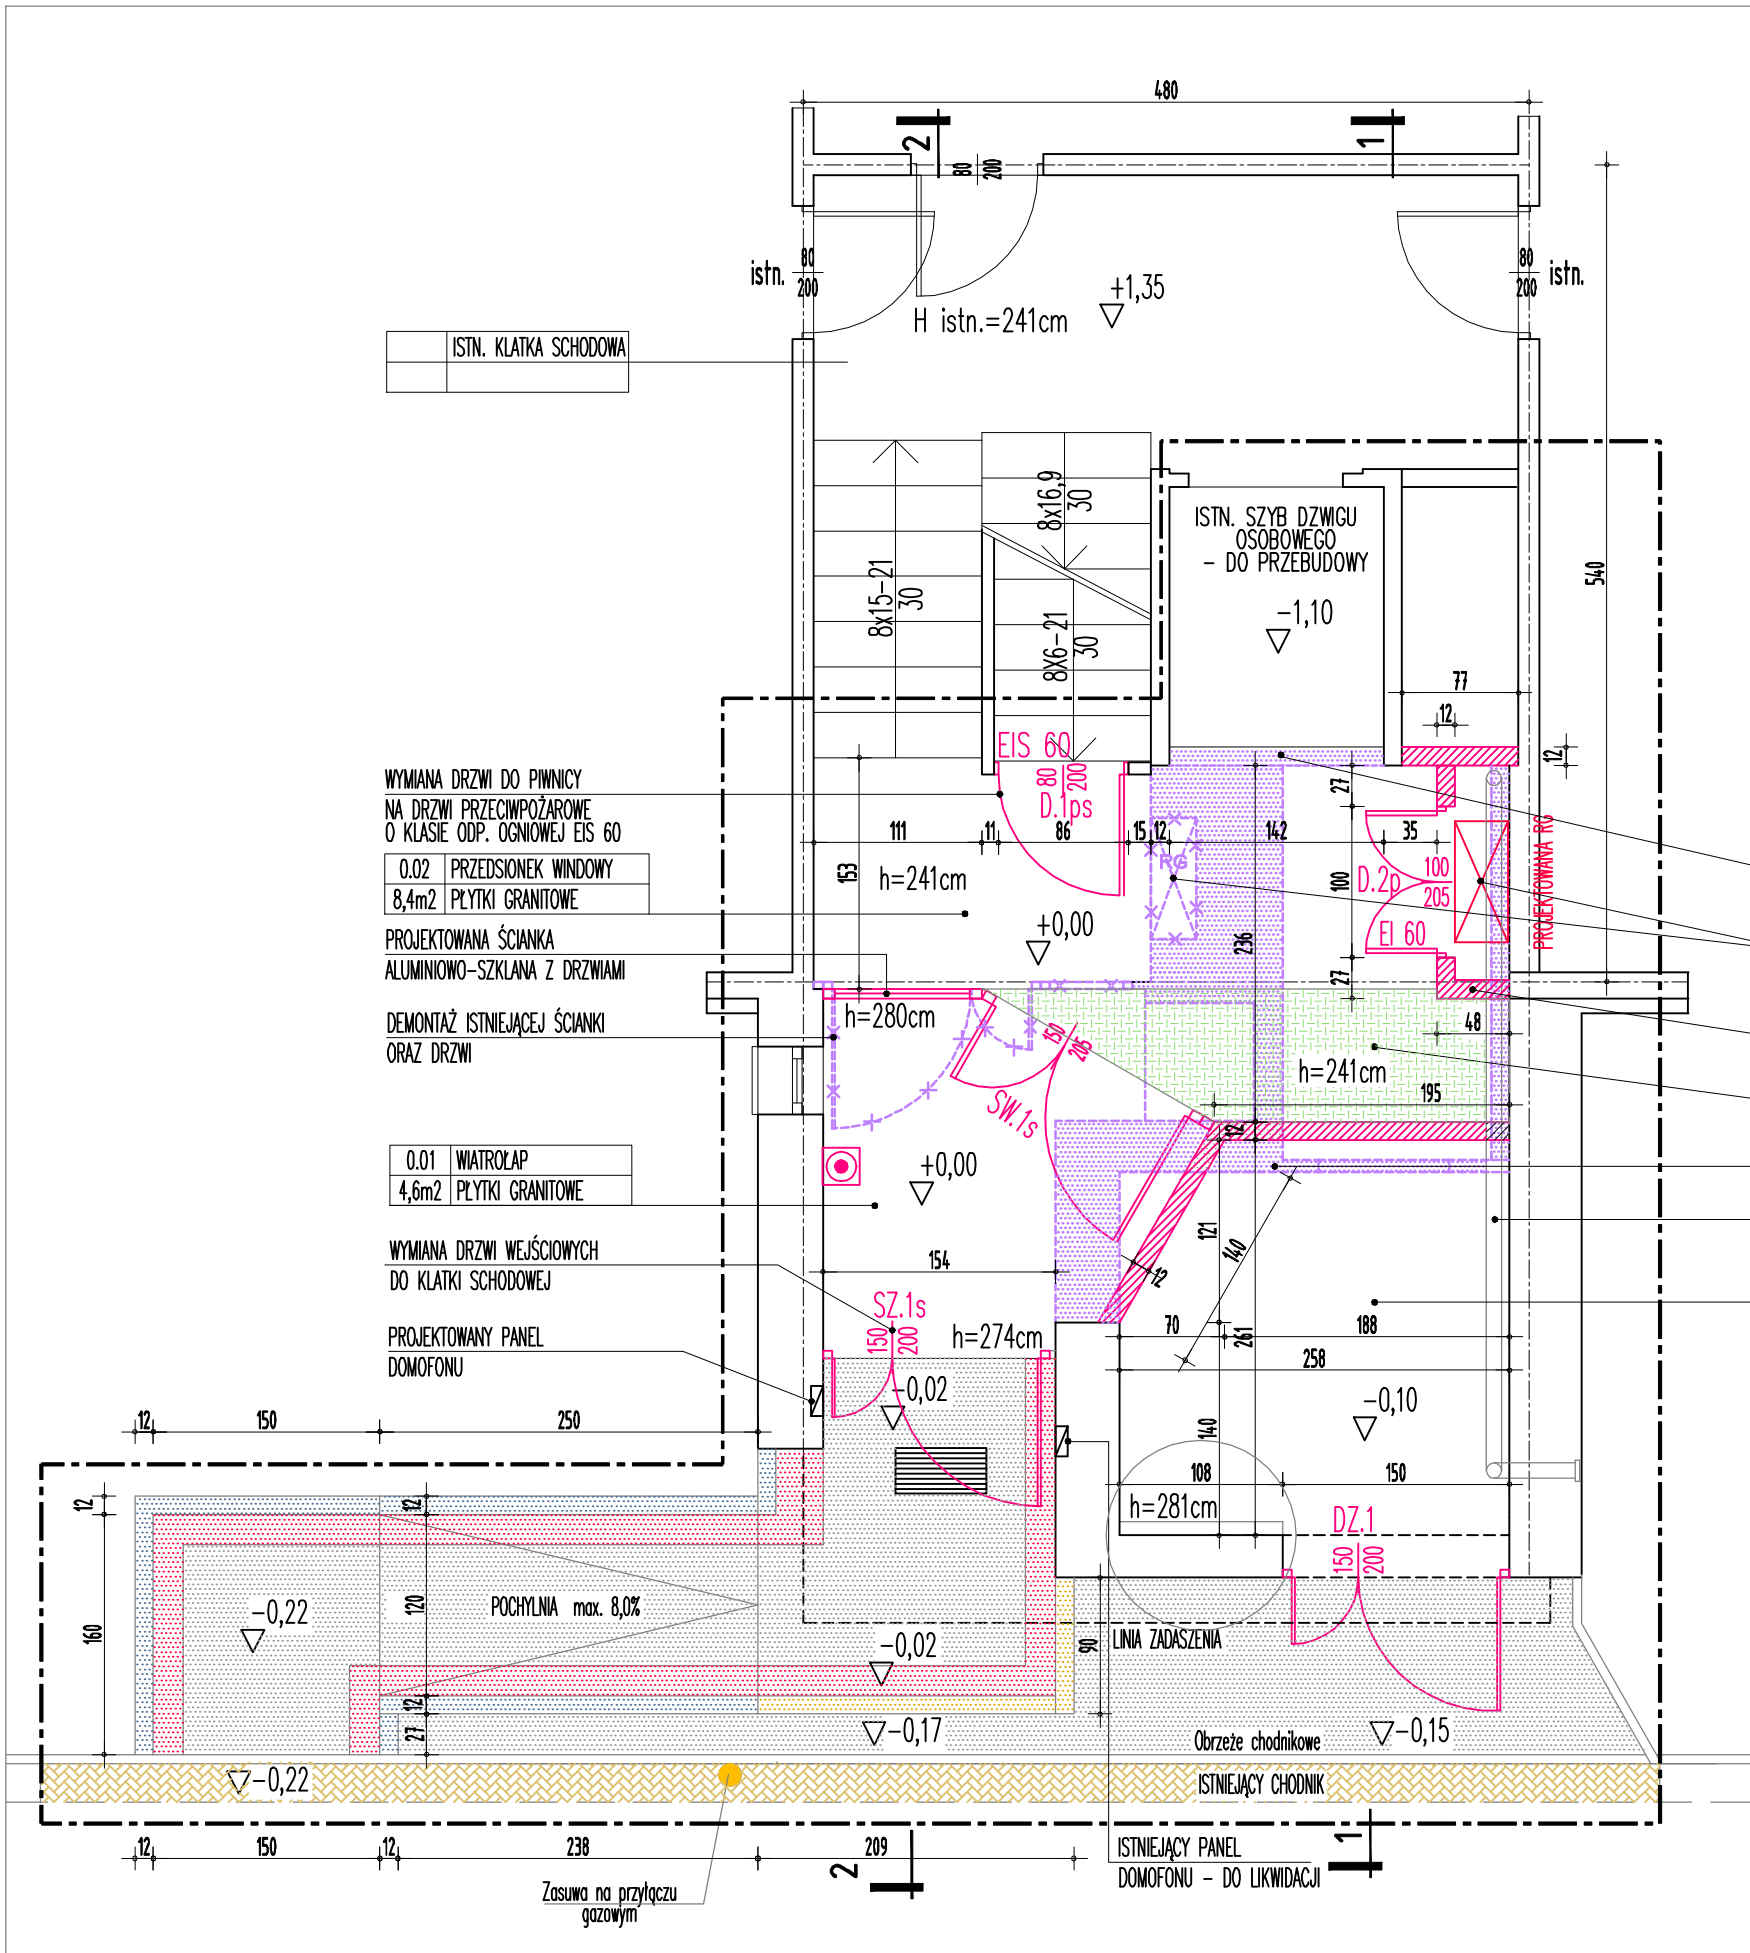 480
2
1
80
200
istn.
80
200
80
200
istn.
+1,35
H istn.=241cm
ISTN. KLATKA SCHODOWA
8x16,9
30
8x15-21
30
8X6-21
30
ISTN. SZYB DZWIGU
OSOBOWEGO
- DO PRZEBUDOWY
-1,10
540
77
12
12
EIS 60
80
200
D.1ps
WYMIANA DRZWI DO PIWNICY
NA DRZWI PRZECIWPOŻAROWE
O KLASIE ODP. OGNIOWEJ EIS 60
0.02 PRZEDSIONEK WINDOWY
8,4m2 PŁYTKI GRANITOWE
111
11
86
15
12
142
35
27
100
27
153
h=241cm
RG
D.2p
100
205
EI 60
PROJEKTOWANA RG
+0,00
236
PROJEKTOWANA ŚCIANKA
ALUMINIOWO-SZKLANA Z DRZWIAMI
h=280cm
DEMONTAŻ ISTNIEJĄCEJ ŚCIANKI
ORAZ DRZWI
150
205
SW.1s
48
h=241cm
195
12
0.01 WIATROŁAP
4,6m2 PŁYTKI GRANITOWE
+0,00
121
140
12
WYMIANA DRZWI WEJŚCIOWYCH
DO KLATKI SCHODOWEJ
154
SZ.1s
150
200
h=274cm
70
261
188
258
PROJEKTOWANY PANEL
DOMOFONU
-0,02
-0,10
140
12
150
250
108
150
h=281cm
DZ.1
150
200
12
12
160
120
-0,22
POCHYLNIA max. 8,0%
-0,02
90
LINIA ZADASZENIA
12
27
-0,17
-0,15
Obrzeże chodnikowe
-0,22
ISTNIEJĄCY CHODNIK
12
150
12
238
209
2
1
ISTNIEJĄCY PANEL
DOMOFONU - DO LIKWIDACJI
Zasuwa na przyłączu
gazowym